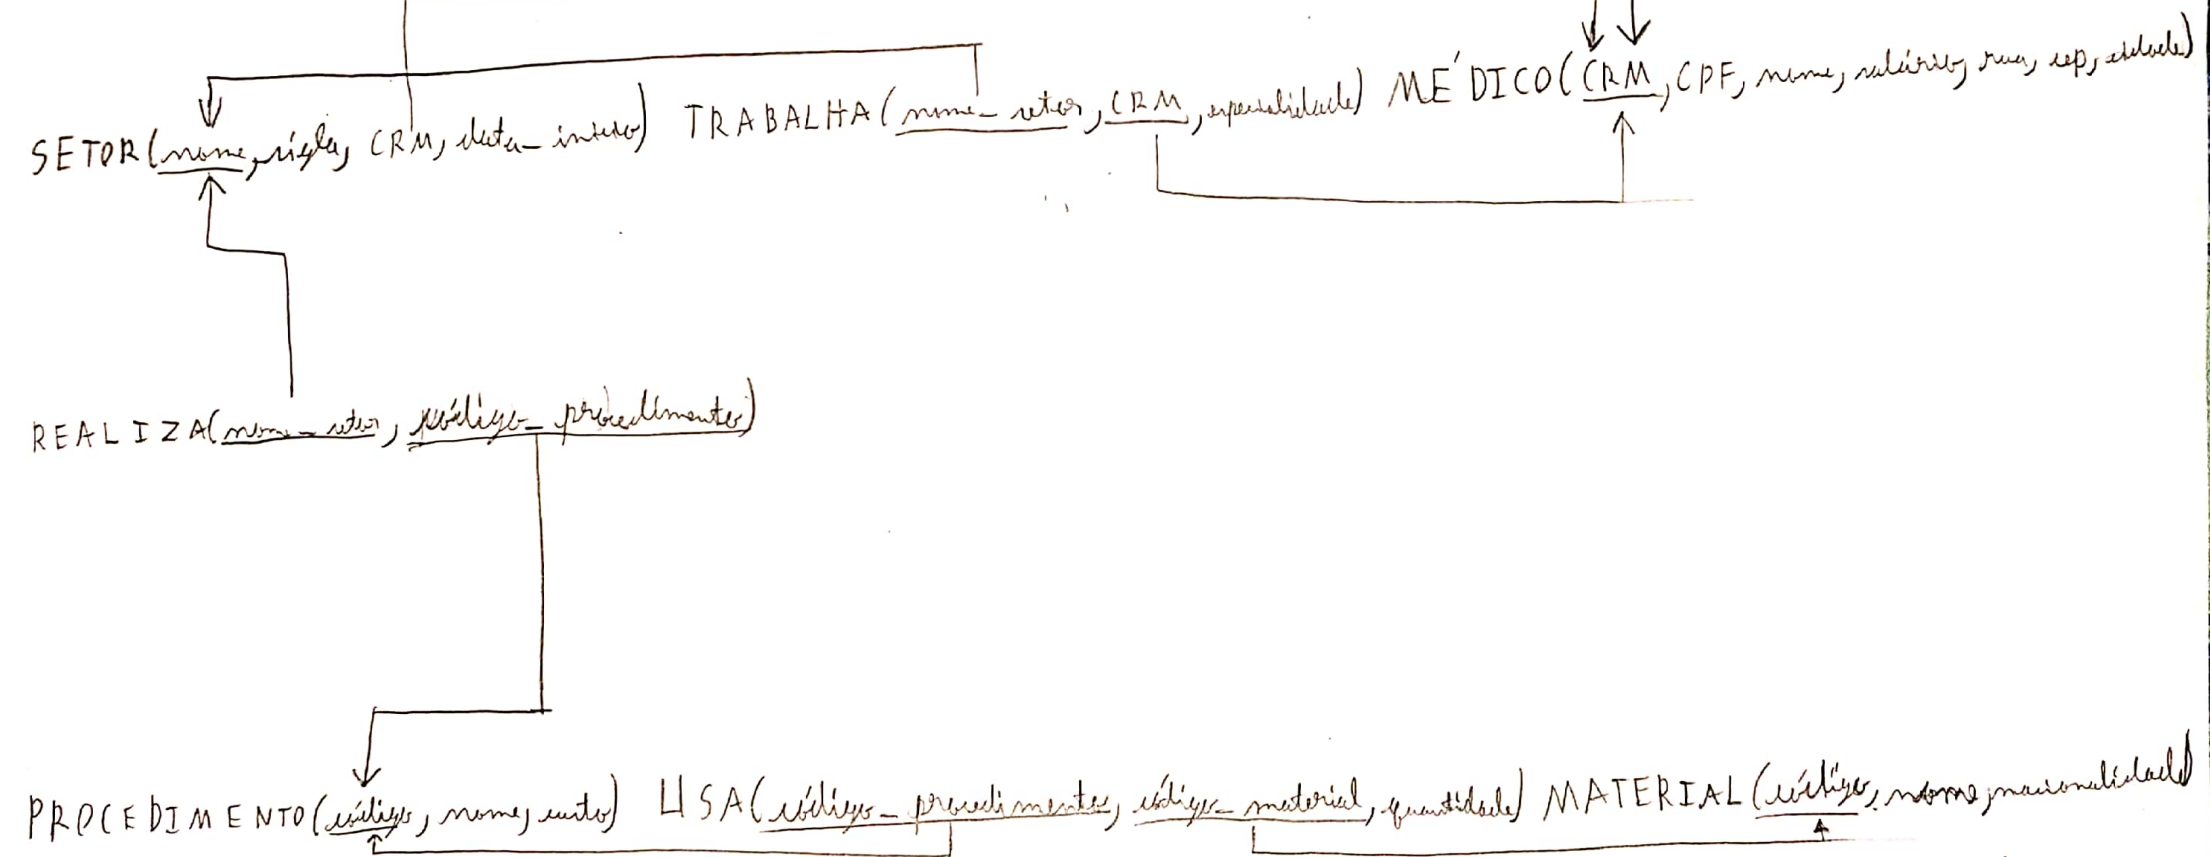 SETOR(nome, sigla, CRM, data_início) TRABALHA(nome_setor, CRM, especialidade) MÉDICO(CRM, CPF, nome, salário, rua, cep, cidade)
REALIZA(nome_setor, código_procedimento)
PROCEDIMENTO(código, nome, custo) USA(código_procedimento, código_material, quantidade) MATERIAL(código, nome, nacionalidade)